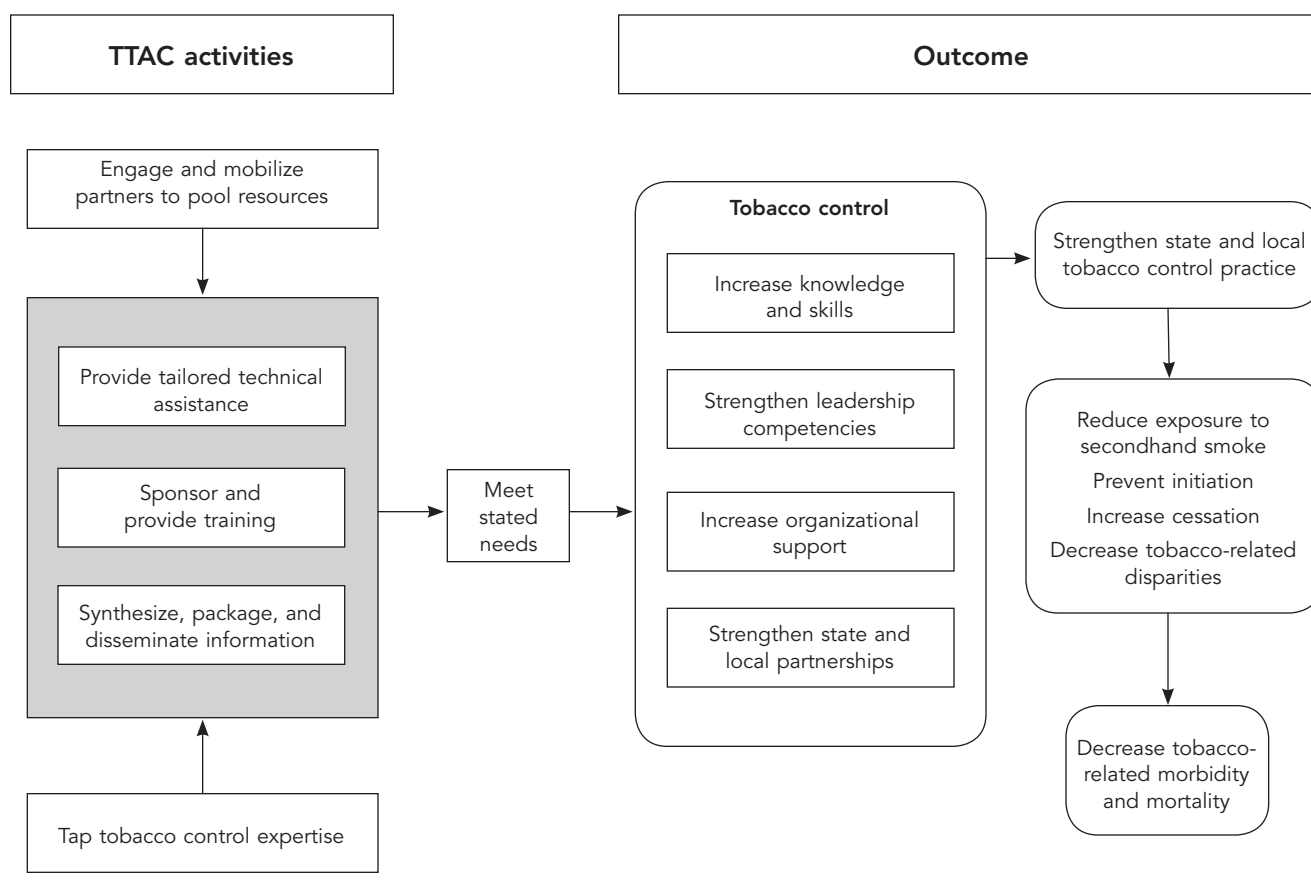 TTAC activities
Outcome
Engage and mobilize
partners to pool resources
Provide tailored technical
assistance
Sponsor and
provide training
Synthesize, package, and
disseminate information
Tap tobacco control expertise
Meet
stated
needs
Tobacco control
Increase knowledge
and skills
Strengthen leadership
competencies
Increase organizational
support
Strengthen state and
local partnerships
Strengthen state and local
tobacco control practice
Reduce exposure to
secondhand smoke
Prevent initiation
Increase cessation
Decrease tobacco-related
disparities
Decrease tobacco-
related morbidity
and mortality